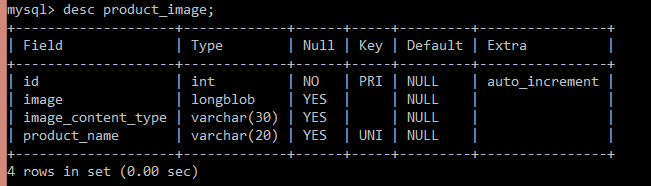 mysql> desc product_image;
+--------------------+-------------+------+-----+---------+----------------+
| Field              | Type        | Null | Key | Default | Extra          |
+--------------------+-------------+------+-----+---------+----------------+
| id                 | int         | NO   | PRI | NULL    | auto_increment |
| image              | longblob    | YES  |     | NULL    |                |
| image_content_type | varchar(30) | YES  |     | NULL    |                |
| product_name       | varchar(20) | YES  | UNI | NULL    |                |
+--------------------+-------------+------+-----+---------+----------------+
4 rows in set (0.00 sec)